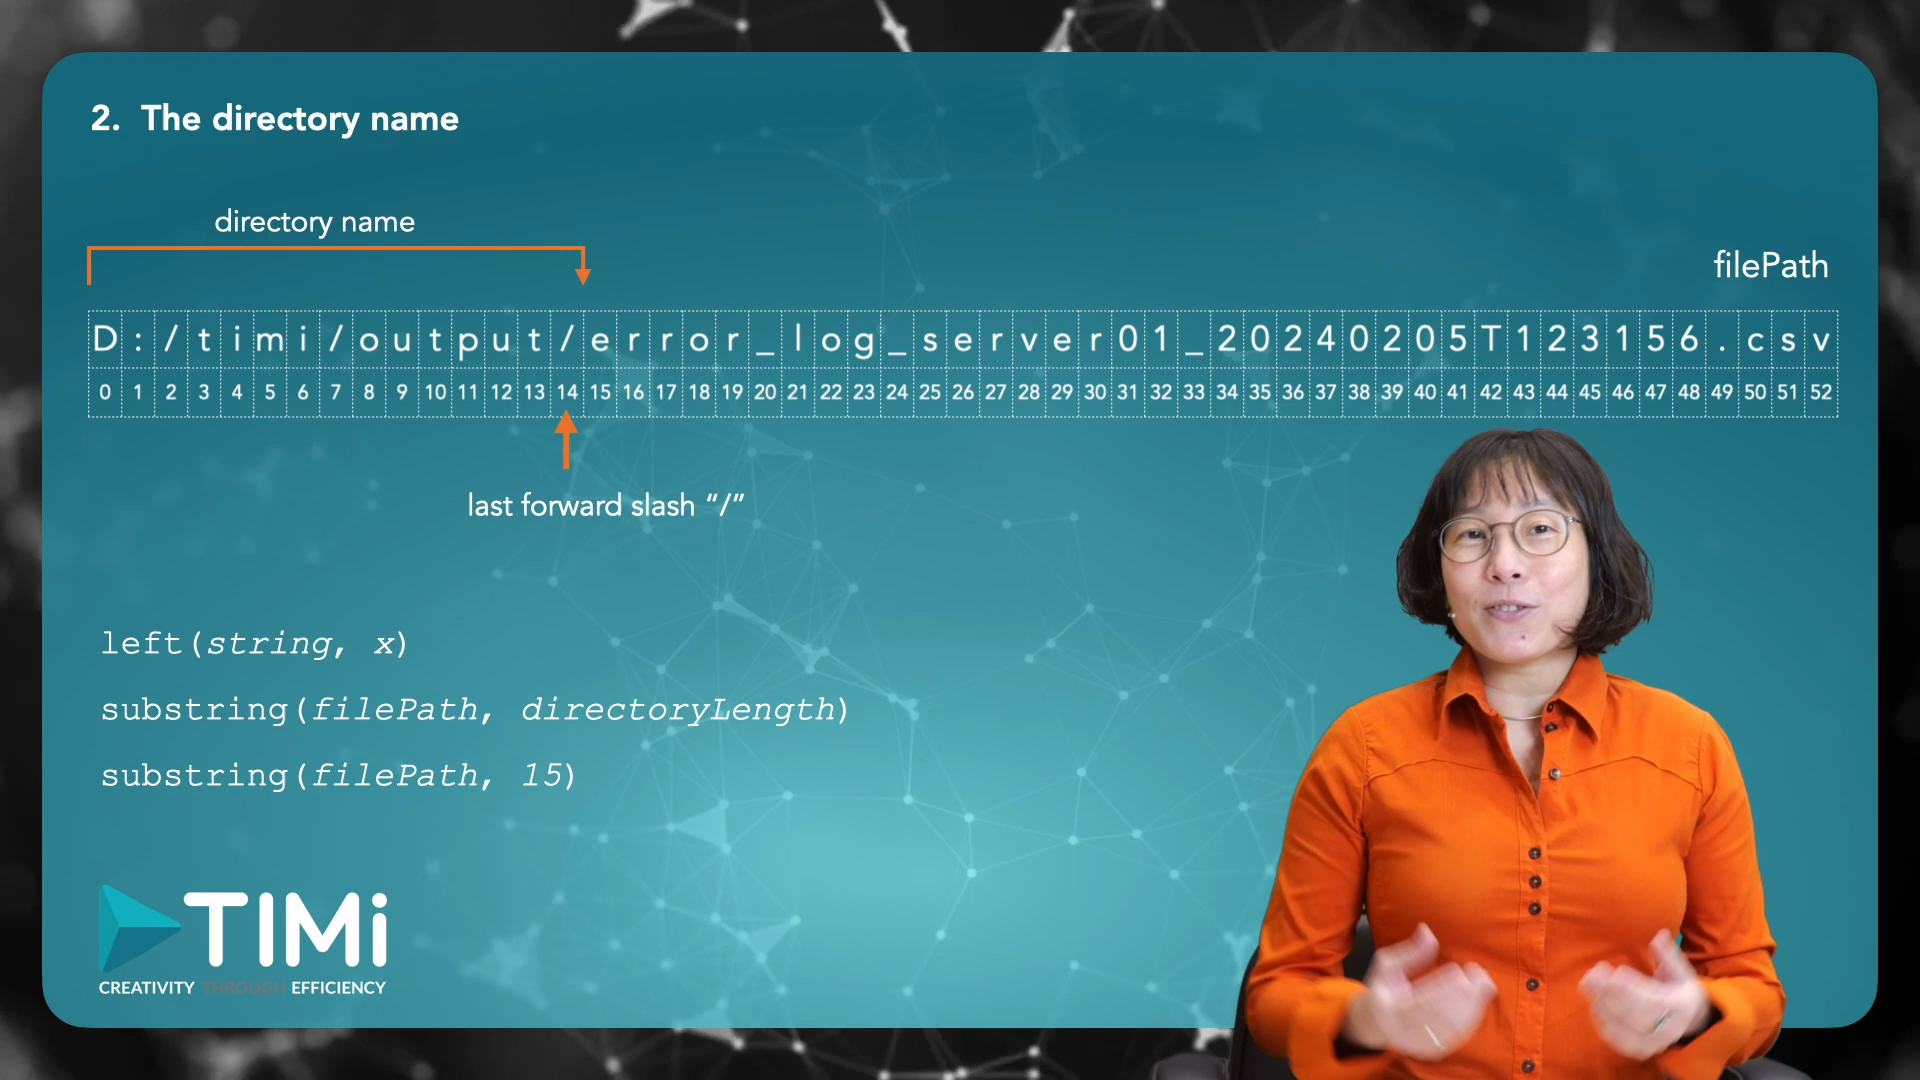 2. The directory name
directory name
filePath
D:/timi/output/error_log_server01_20240205T123156.csv
0 1 2 3 4 5 6 7 8 9 10 11 12 13 14 15 16 17 18 19 20 21 22 23 24 25 26 27 28 29 30 31 32 33 34 35 36 37 38 39 40 41 42 43 44 45 46 47 48 49 50 51 52
last forward slash “/”
left(string, x)
substring(filePath, directoryLength)
substring(filePath, 15)
TIMi
CREATIVITY THROUGH EFFICIENCY